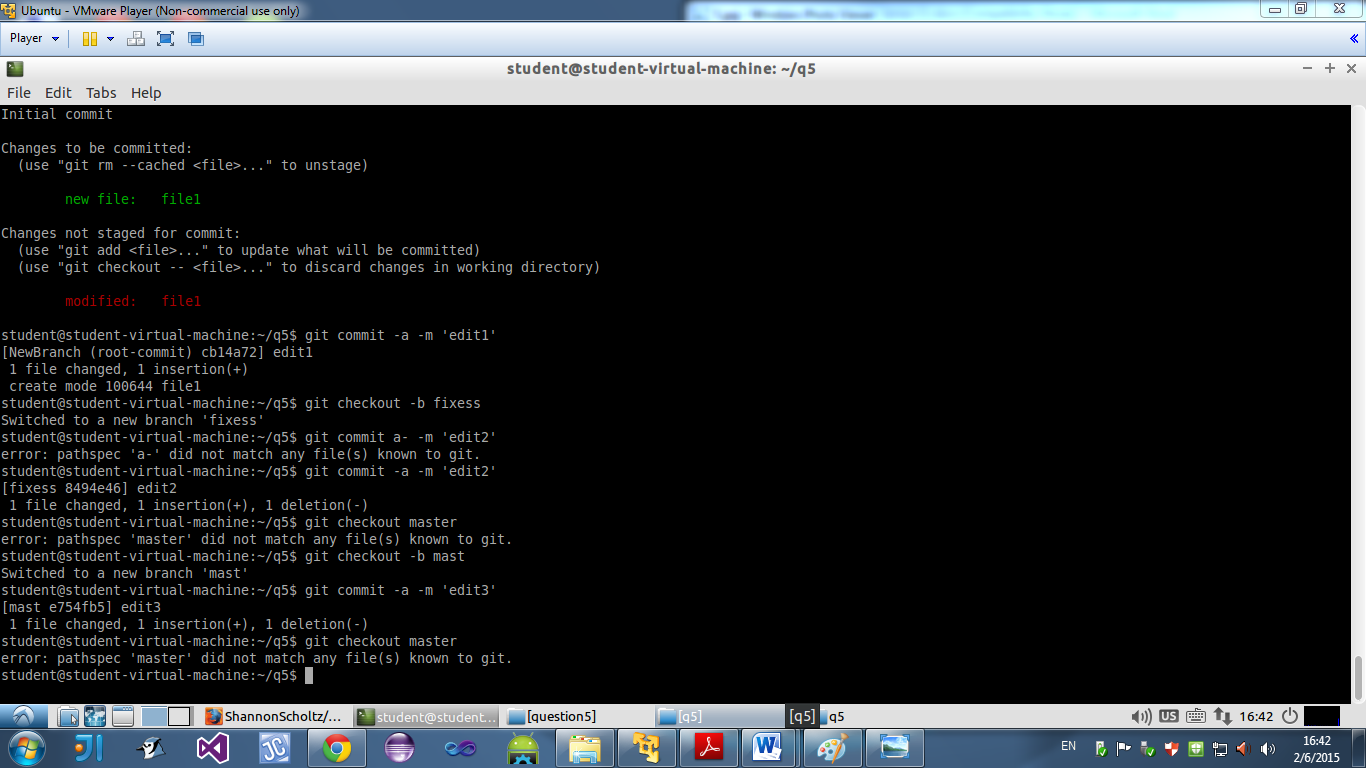 Ubuntu - VMware Player (Non-commercial use only)
Player
student@student-virtual-machine: ~/q5
File Edit Tabs Help
Initial commit
Changes to be committed:
(use "git rm --cached <file>..." to unstage)
new file: file1
Changes not staged for commit:
(use "git add <file>..." to update what will be committed)
(use "git checkout -- <file>..." to discard changes in working directory)
modified: file1
student@student-virtual-machine:~/q5$ git commit -a -m 'edit1'
[NewBranch (root-commit) cb14a72] edit1
1 file changed, 1 insertion(+)
create mode 100644 file1
student@student-virtual-machine:~/q5$ git checkout -b fixess
Switched to a new branch 'fixess'
student@student-virtual-machine:~/q5$ git commit a- -m 'edit2'
error: pathspec 'a-' did not match any file(s) known to git.
student@student-virtual-machine:~/q5$ git commit -a -m 'edit2'
[fixess 8494e46] edit2
1 file changed, 1 insertion(+), 1 deletion(-)
student@student-virtual-machine:~/q5$ git checkout master
error: pathspec 'master' did not match any file(s) known to git.
student@student-virtual-machine:~/q5$ git checkout -b mast
Switched to a new branch 'mast'
student@student-virtual-machine:~/q5$ git commit -a -m 'edit3'
[mast e754fb5] edit3
1 file changed, 1 insertion(+), 1 deletion(-)
student@student-virtual-machine:~/q5$ git checkout master
error: pathspec 'master' did not match any file(s) known to git.
student@student-virtual-machine:~/q5$
ShannonScholtz/... student@student... [question5] [q5] [q5] q5 US 16:42
EN 16:42
2/6/2015